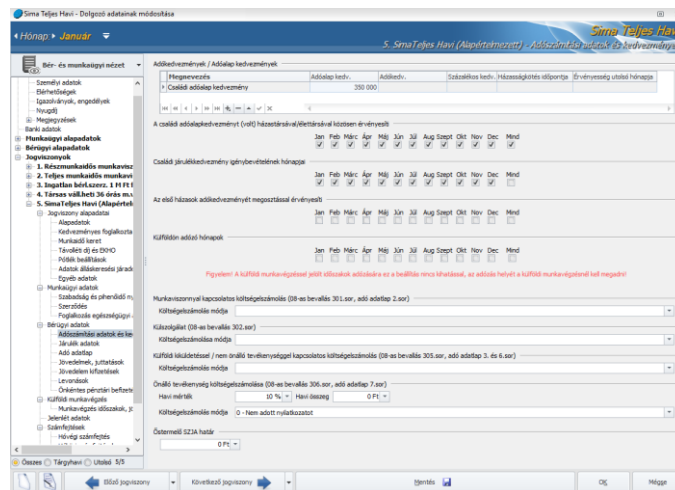 Sima Teljes Havi - Dolgozó adatainak módosítása
Hónap: Január
Sima Teljes Hav
5. SimaTeljes Havi (Alapértelmezett) - Adószámítási adatok és kedvezménye
Bér- és munkaügyi nézet
Személyi adatok
Elérhetőségek
Igazolványok, engedélyek
Nyugdíj
Megjegyzések
Banki adatok
Munkaügyi alapadatok
Bérügyi alapadatok
Jogviszonyok
1. Részmunkaidős munkavisz
2. Teljes munkaidős munkavis
3. Ingatlan bérl.szerz. 1 M Ft
4. Társas váll.heti 36 órás m.v
5. SimaTeljes Havi (Alapértel
Jogviszony alapadatai
Alapadatok
Kedvezményes foglalkozta
Munkaidő keret
Távolléti díj és EKHO
Pótlék beállítások
Adatok álláskeresési járadé
Egyéb adatok
Munkaügyi adatok
Szabadság és pihenőidő ny
Szerződés
Foglalkozás egészségügyi
Bérügyi adatok
Adószámítási adatok és ke
Járulék adatok
Adó adatlap
Jövedelmek, juttatások
Jövedelem kifizetések
Levonások
Önkéntes pénztári befizete
Külföldi munkavégzés
Munkavégzés időszakok, jo
Jelenlét adatok
Számfejtések
Hóvégi számfejtés
Összes Tárgyhavi Utolsó 5/5
Adókedvezmények / Adóalap kedvezmények
Megnevezés Adóalap kedv. Adókedv. Százalékos kedv. Házasságkötés időpontja Érvényesség utolsó hónapja
Családi adóalap kedvezmény 350 000
A családi adóalapkedvezményt (volt) házastársával/élettársával közösen érvényesíti
Jan Feb Márc Ápr Máj Jún Júl Aug Szept Okt Nov Dec Mind
Családi járulékkedvezmény igénybevételének hónapjai
Jan Feb Márc Ápr Máj Jún Júl Aug Szept Okt Nov Dec Mind
Az első házasok adókedvezményét megosztással érvényesíti
Jan Feb Márc Ápr Máj Jún Júl Aug Szept Okt Nov Dec Mind
Külföldön adózó hónapok
Jan Feb Márc Ápr Máj Jún Júl Aug Szept Okt Nov Dec Mind
Figyelem! A külföldi munkavégzéssel jelölt időszakok adózására ez a beállítás nincs kihatással, az adózás helyét a külföldi munkavégzésnél kell megadni!
Munkaviszonnyal kapcsolatos költségelszámolás (08-as bevallás 301.sor, adó adatlap 2.sor)
Költségelszámolás módja
Külszolgálat (08-as bevallás 302.sor)
Költségelszámolása módja
Külföldi kiküldetéssel / nem önálló tevékenységgel kapcsolatos költségelszámolás (08-as bevallás 305.sor, adó adatlap 3. és 6.sor)
Költségelszámolás módja
Önálló tevékenység költségelszámolása (08-as bevallás 306.sor, adó adatlap 7.sor)
Havi mérték 10 % Havi összeg 0 Ft
Költségelszámolás módja 0 - Nem adott nyilatkozatot
Őstermelő SZJA határ
0 Ft
Előző jogviszony Következő jogviszony Mentés OK Mégse